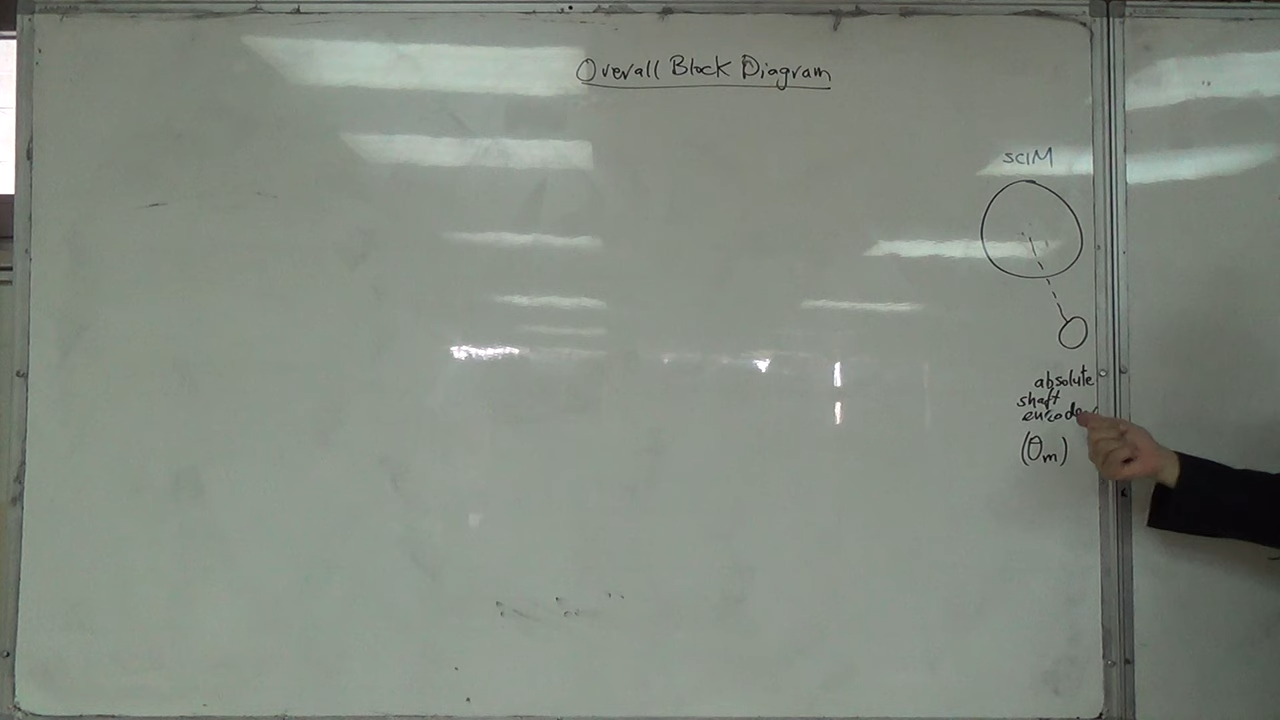 Overall Block Diagram
SCIM
absolute
shaft
encoder
(θm)